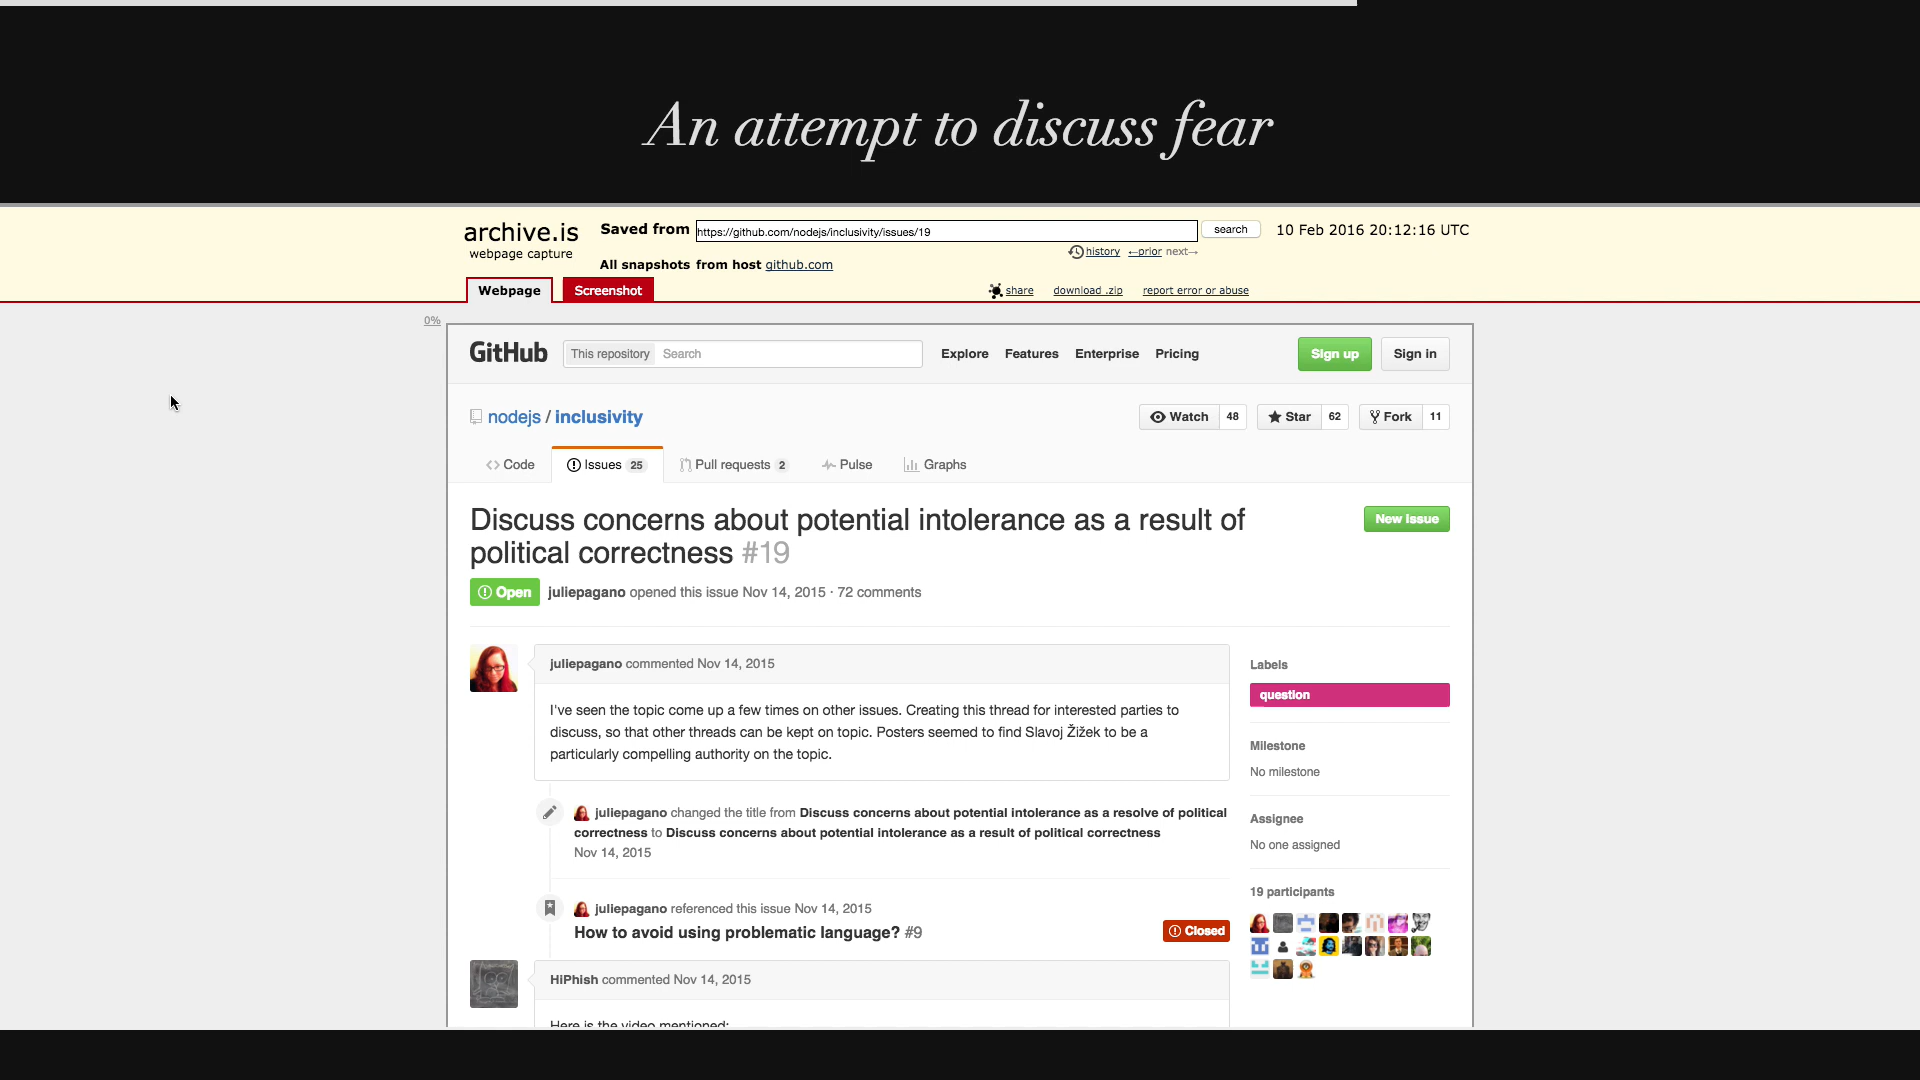 An attempt to discuss fear
archive.is
webpage capture
Saved from https://github.com/nodejs/inclusivity/issues/19 search 10 Feb 2016 20:12:16 UTC
history ←prior next→
All snapshots from host github.com
Webpage Screenshot share download .zip report error or abuse
0%
GitHub This repository Search Explore Features Enterprise Pricing Sign up Sign in
nodejs / inclusivity Watch 48 Star 62 Fork 11
Code Issues 25 Pull requests 2 Pulse Graphs
Discuss concerns about potential intolerance as a result of
political correctness #19
New issue
Open juliepagano opened this issue Nov 14, 2015 · 72 comments
juliepagano commented Nov 14, 2015
I've seen the topic come up a few times on other issues. Creating this thread for interested parties to
discuss, so that other threads can be kept on topic. Posters seemed to find Slavoj Žižek to be a
particularly compelling authority on the topic.
juliepagano changed the title from Discuss concerns about potential intolerance as a resolve of political
correctness to Discuss concerns about potential intolerance as a result of political correctness
Nov 14, 2015
juliepagano referenced this issue Nov 14, 2015
How to avoid using problematic language? #9 Closed
HiPhish commented Nov 14, 2015
Here is the video mentioned:
Labels
question
Milestone
No milestone
Assignee
No one assigned
19 participants